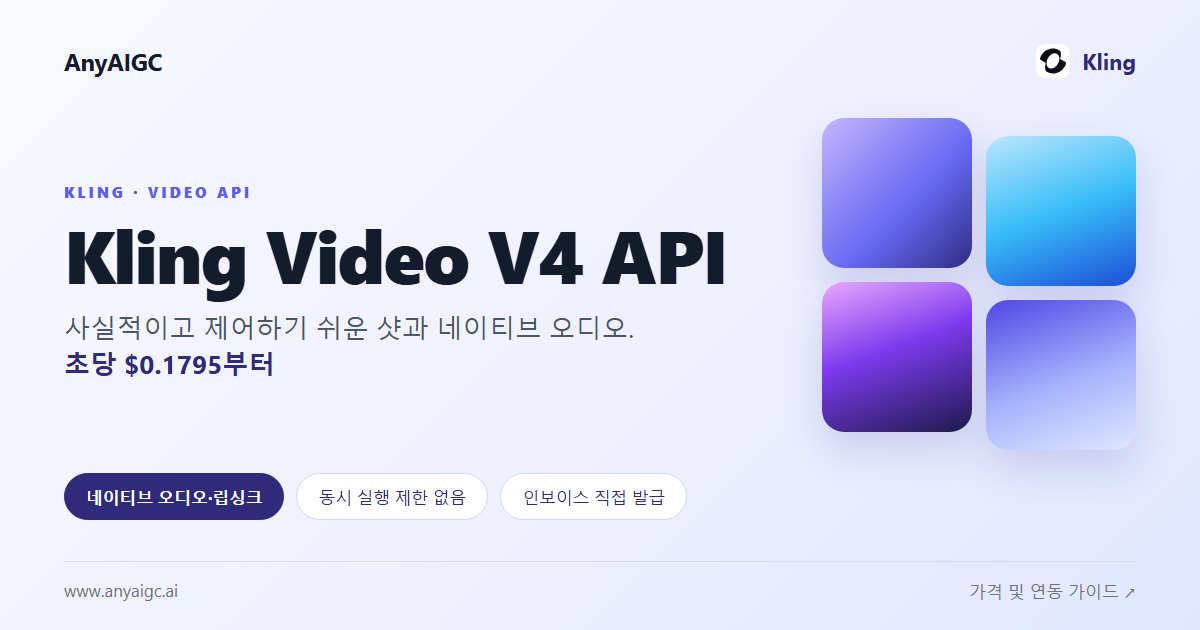 AnyAIGC
Kling
KLING · VIDEO API
Kling Video V4 API
사실적이고 제어하기 쉬운 샷과 네이티브 오디오.
초당 $0.1795부터
네이티브 오디오·립싱크
동시 실행 제한 없음
인보이스 직접 발급
www.anyaigc.ai
가격 및 연동 가이드 ↗